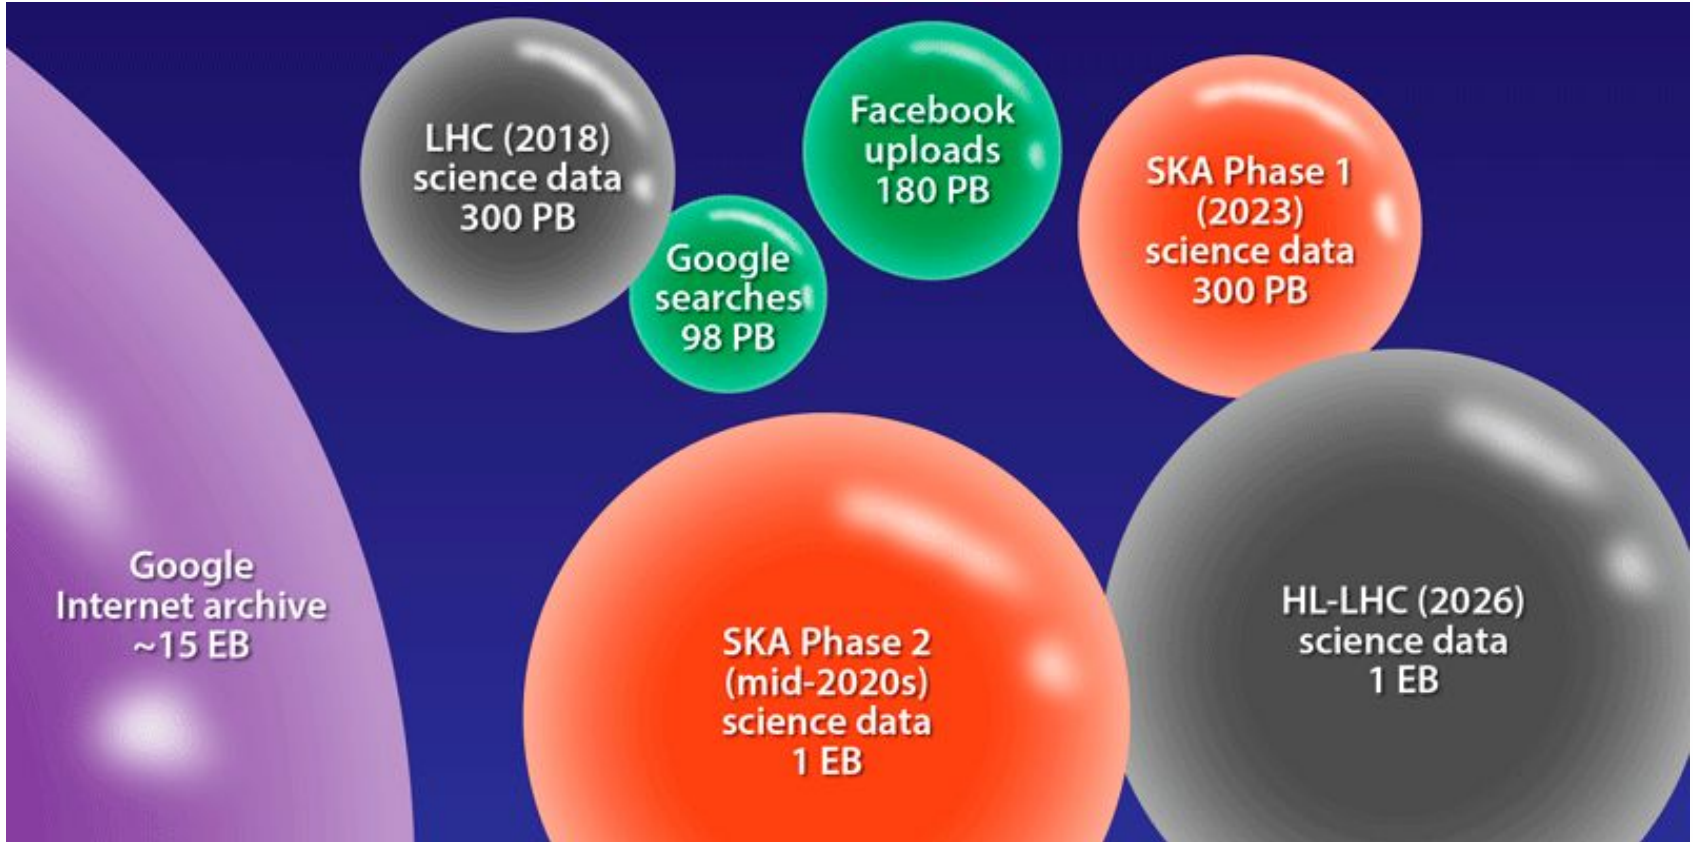 LHC (2018)
science data
300 PB
Google
searches
98 PB
Facebook
uploads
180 PB
SKA Phase 1
(2023)
science data
300 PB
Google
Internet archive
~15 EB
SKA Phase 2
(mid-2020s)
science data
1 EB
HL-LHC (2026)
science data
1 EB